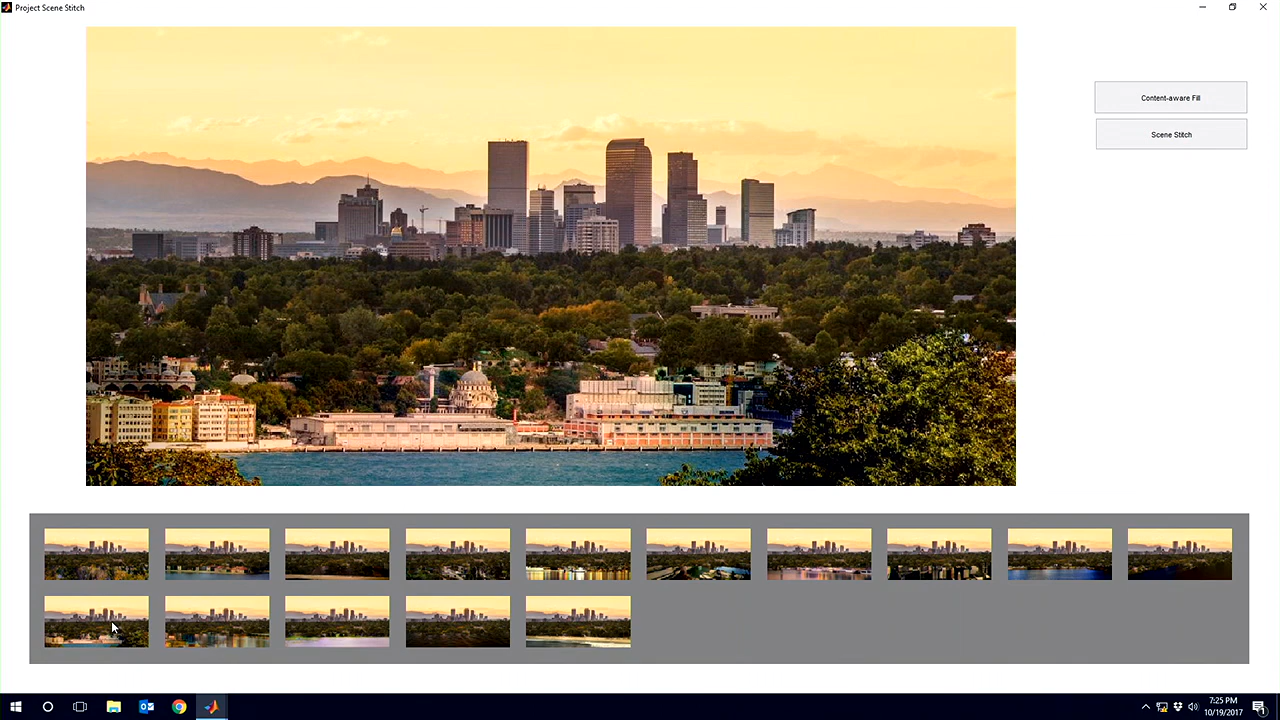 Project Scene Stitch
Content-aware Fill
Scene Stitch
7:25 PM
10/19/2017